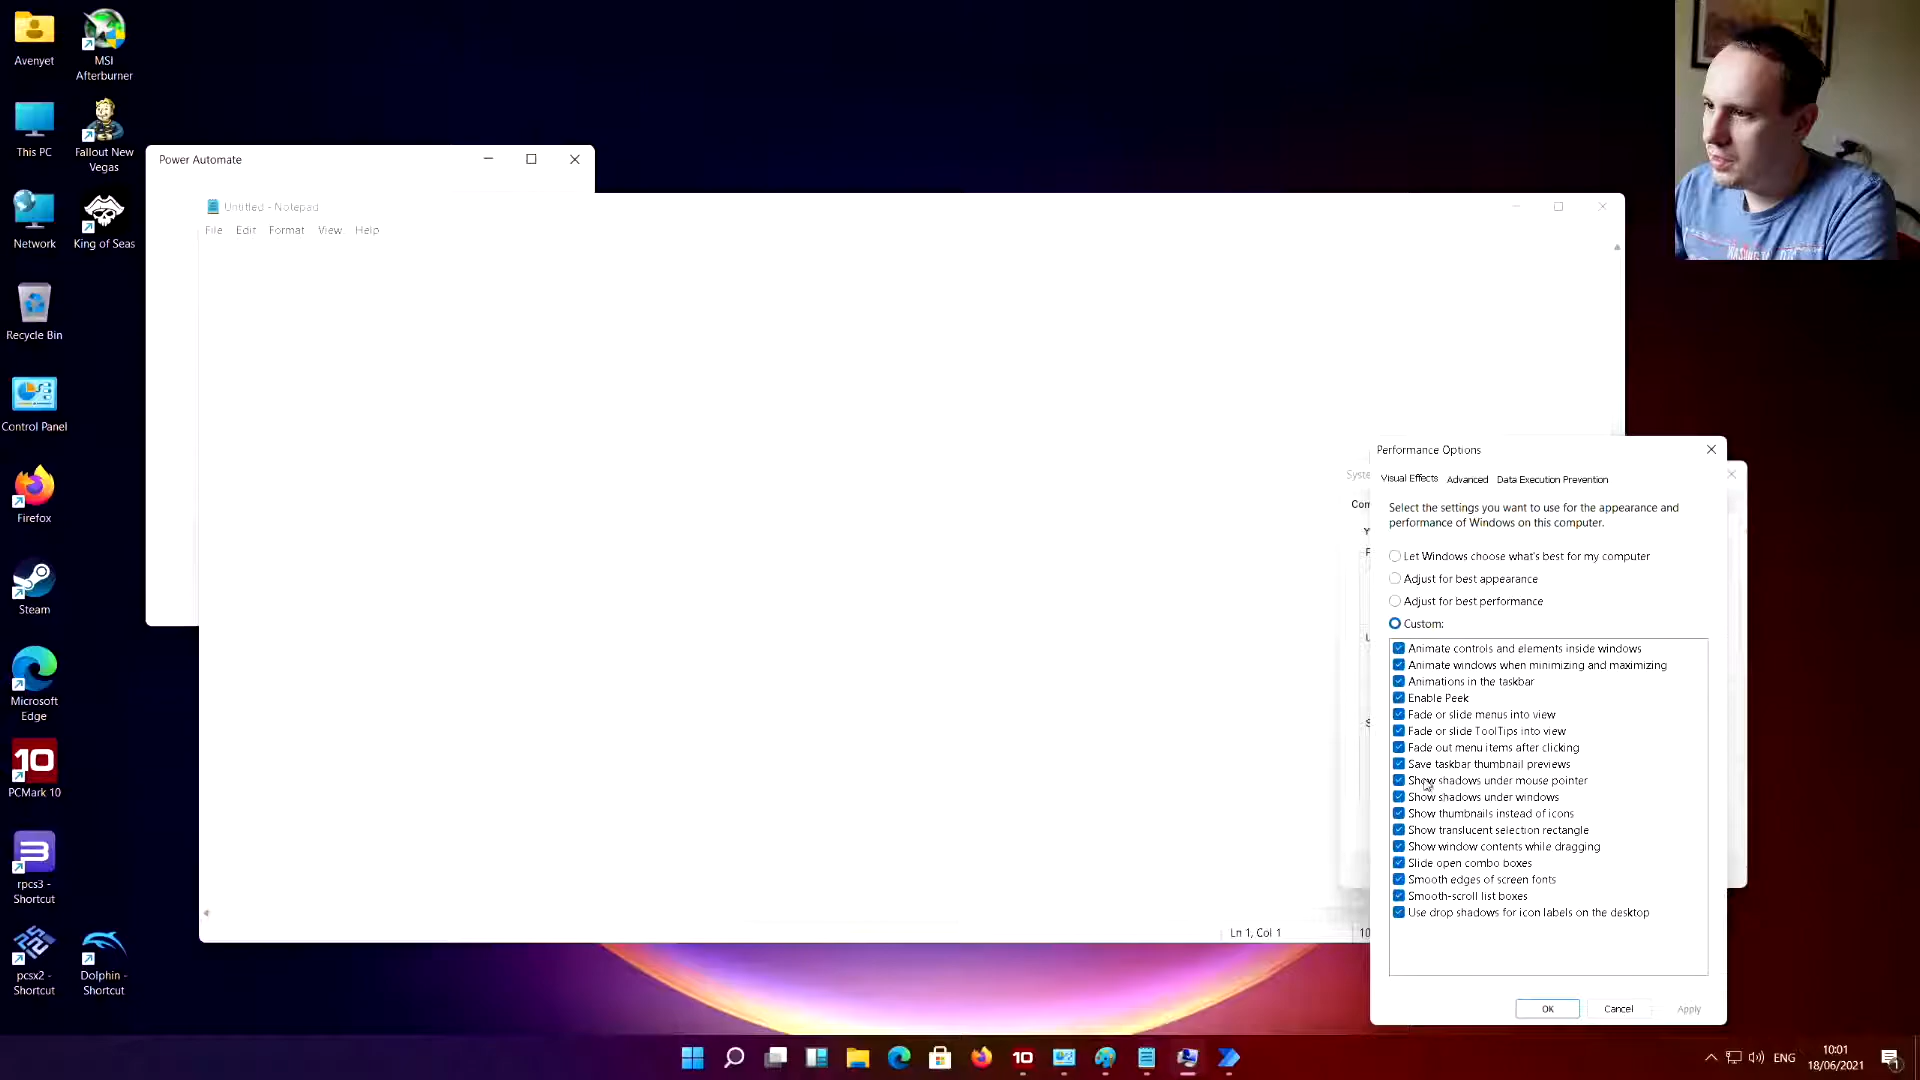 Avenyet
MSI
Afterburner
This PC
Fallout New
Vegas
Network
King of Seas
Recycle Bin
Control Panel
Firefox
Steam
Microsoft
Edge
10
PCMark 10
rpcs3 -
Shortcut
pcsx2 -
Shortcut
Dolphin -
Shortcut
Power Automate
Untitled - Notepad
File Edit Format View Help
Ln 1, Col 1
10
Syste
Com
Performance Options
Visual Effects Advanced Data Execution Prevention
Select the settings you want to use for the appearance and
performance of Windows on this computer.
Let Windows choose what's best for my computer
Adjust for best appearance
Adjust for best performance
Custom:
Animate controls and elements inside windows
Animate windows when minimizing and maximizing
Animations in the taskbar
Enable Peek
Fade or slide menus into view
Fade or slide ToolTips into view
Fade out menu items after clicking
Save taskbar thumbnail previews
Show shadows under mouse pointer
Show shadows under windows
Show thumbnails instead of icons
Show translucent selection rectangle
Show window contents while dragging
Slide open combo boxes
Smooth edges of screen fonts
Smooth-scroll list boxes
Use drop shadows for icon labels on the desktop
OK Cancel Apply
10
ENG
10:01
18/06/2021
1